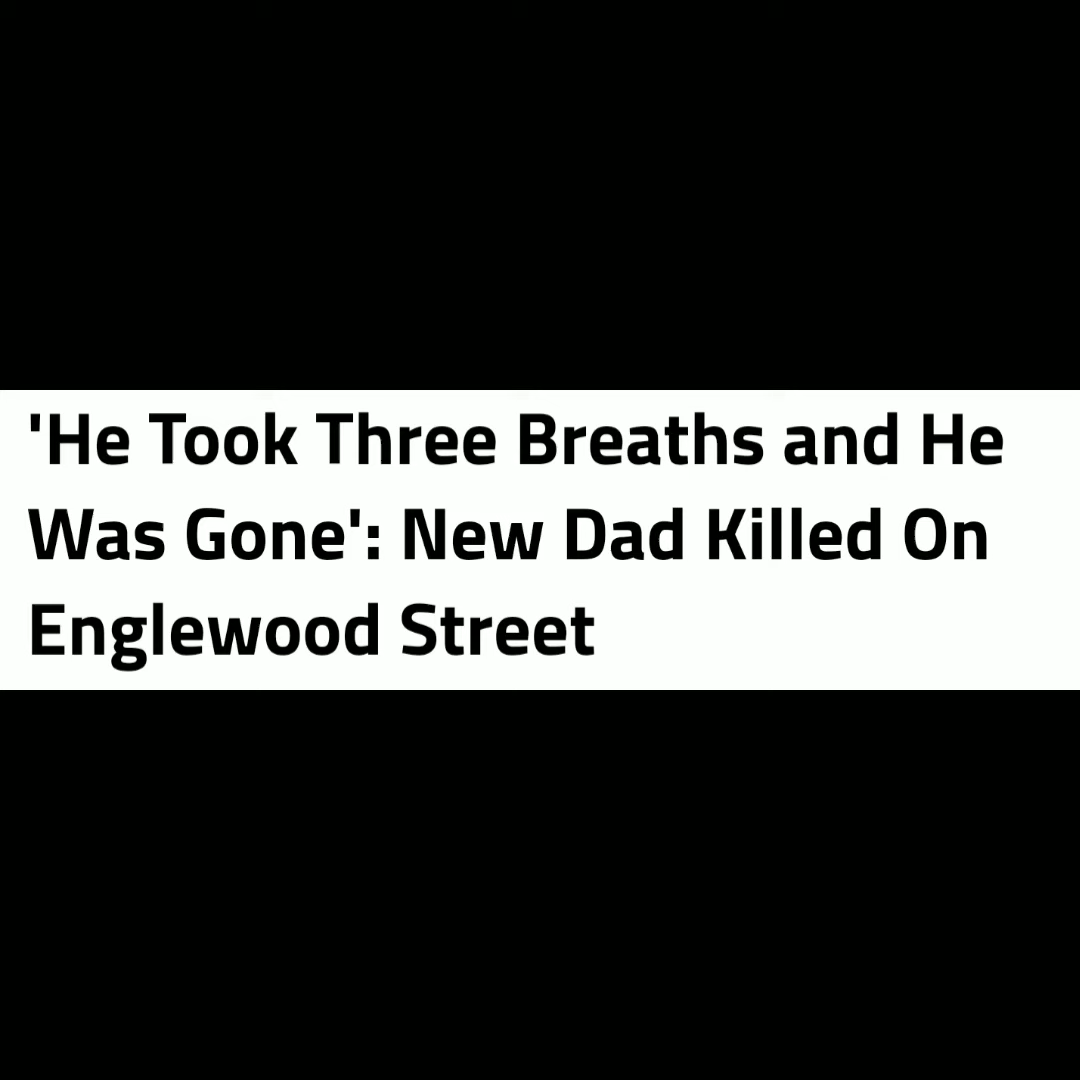 'He Took Three Breaths and He
Was Gone': New Dad Killed On
Englewood Street